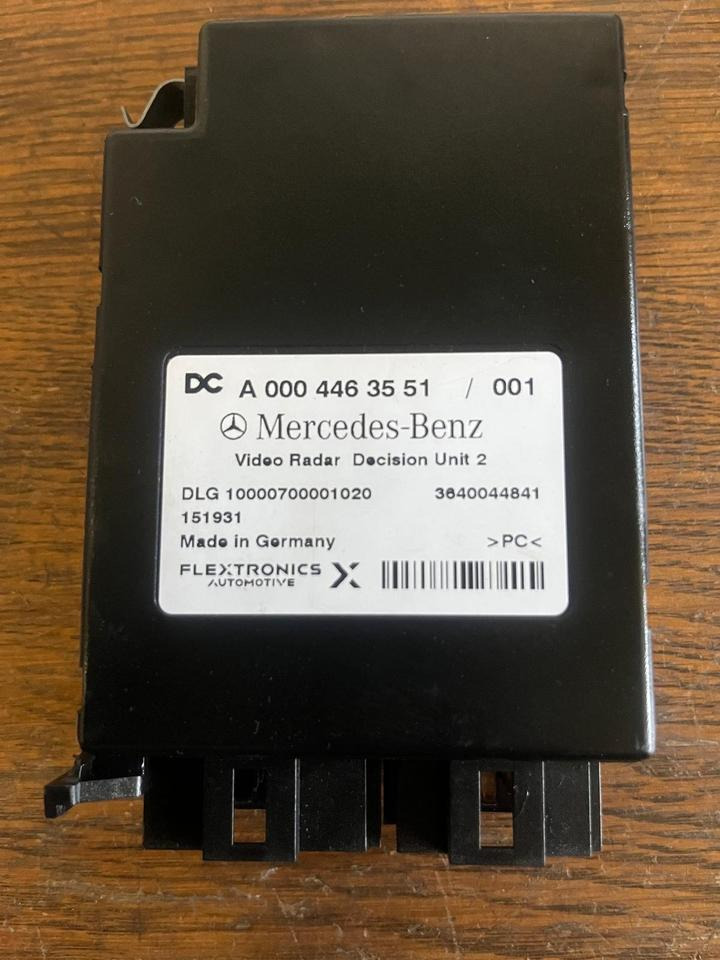 DC A 000 446 35 51 / 001
Mercedes-Benz
Video Radar Decision Unit 2
DLG 10000700001020 3640044841
151931
Made in Germany >PC<
FLEXTRONICS X
AUTOMOTIVE